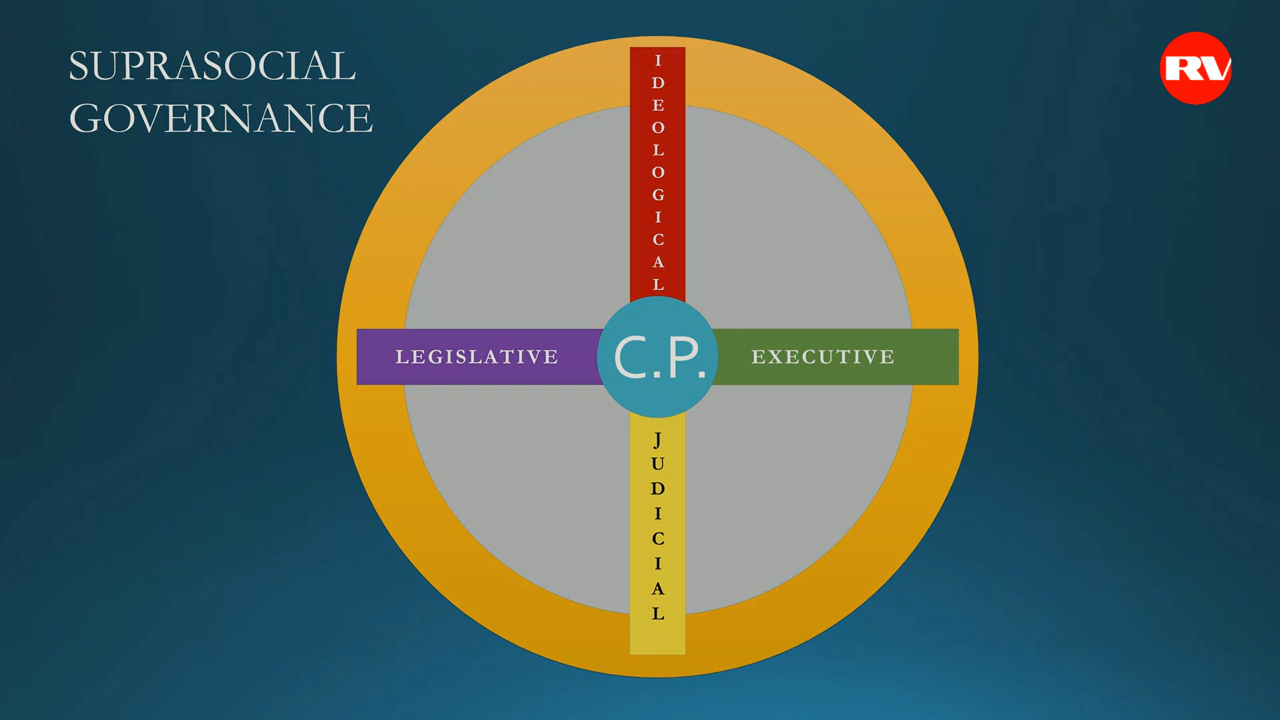 SUPRASOCIAL
GOVERNANCE
RV
IDEOLOGICAL
LEGISLATIVE
C.P.
EXECUTIVE
JUDICIAL